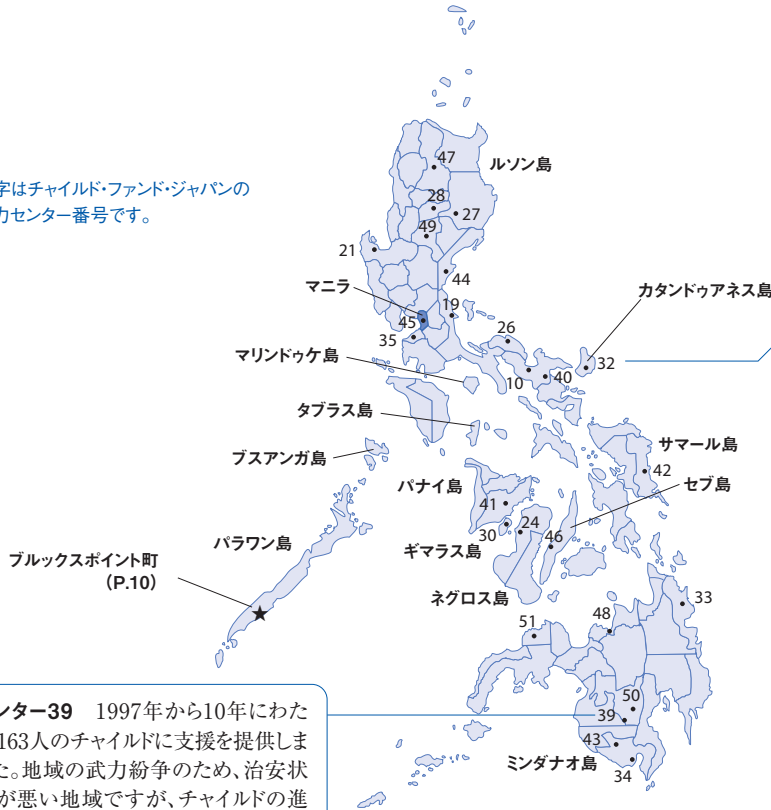 47
ルソン島
28
27
字はチャイルド・ファンド・ジャパンの
力センター番号です。
49
21
44
マニラ
カタンドゥアネス島
19
45
26
35
マリンドゥケ島
32
10
40
タブラス島
サマール島
ブスアンガ島
42
パナイ島
セブ島
41
24
30
46
パラワン島
ギマラス島
ブルックスポイント町
(P.10)
ネグロス島
33
48
51
ンター39 1997年から10年にわた
163人のチャイルドに支援を提供しま
た。地域の武力紛争のため、治安状
が悪い地域ですが、チャイルドの進
50
39
43
ミンダナオ島
34